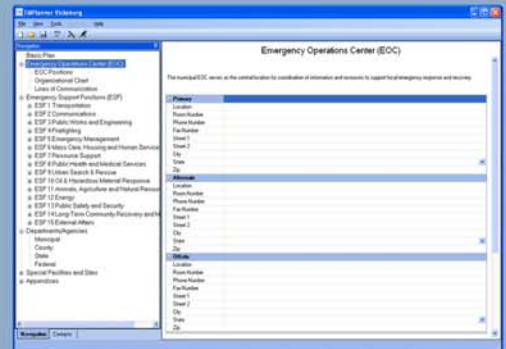 EMPlanner Vicksburg
File View Tools Help
Navigator
Basic Plan
Emergency Operations Center (EOC)
EOC Positions
Organizational Chart
Lines of Communication
Emergency Support Functions (ESF)
ESF 1 Transportation
ESF 2 Communications
ESF 3 Public Works and Engineering
ESF 4 Firefighting
ESF 5 Emergency Management
ESF 6 Mass Care, Housing and Human Service
ESF 7 Resource Support
ESF 8 Public Health and Medical Services
ESF 9 Urban Search & Rescue
ESF 10 Oil & Hazardous Material Response
ESF 11 Animals, Agriculture and Natural Resour
ESF 12 Energy
ESF 13 Public Safety and Security
ESF 14 Long-Term Community Recovery and M
ESF 15 External Affairs
Departments/Agencies
Municipal
County
State
Federal
Special Facilities and Sites
Appendices
Navigator Contacts
Emergency Operations Center (EOC)
The municipal EOC serves as the central location for coordination of information and resources to support local emergency response and recovery.
Primary
Location
Room Number
Phone Number
Fax Number
Street 1
Street 2
City
State
Zip
Alternate
Location
Room Number
Phone Number
Fax Number
Street 1
Street 2
City
State
Zip
Offsite
Location
Room Number
Phone Number
Fax Number
Street 1
Street 2
City
State
Zip